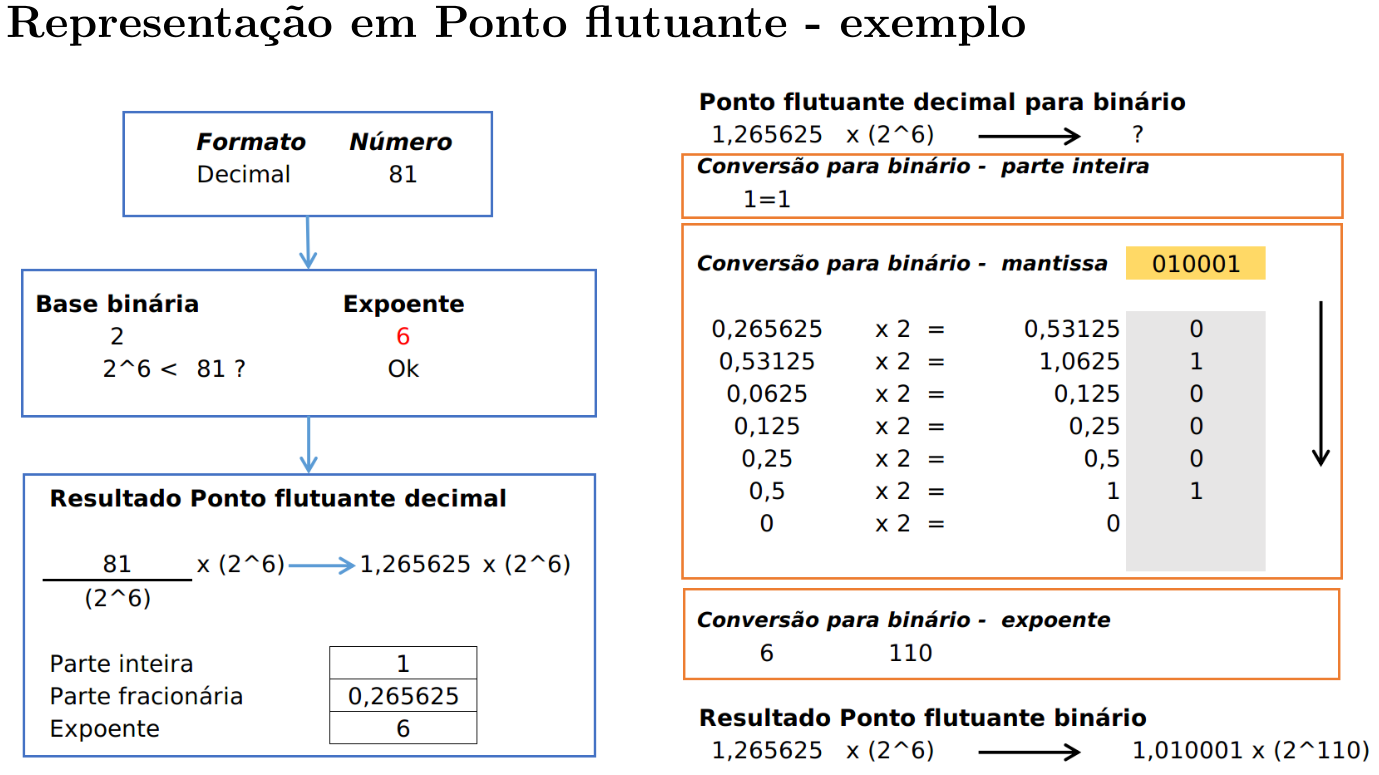 Representação em Ponto flutuante - exemplo
Formato Número
Decimal 81
Base binária Expoente
2 6
2^6 < 81 ? Ok
Resultado Ponto flutuante decimal
81 x (2^6) 1,265625 x (2^6)
(2^6)
Parte inteira 1
Parte fracionária 0,265625
Expoente 6
Ponto flutuante decimal para binário
1,265625 x (2^6) ?
Conversão para binário - parte inteira
1=1
Conversão para binário - mantissa 010001
0,265625 x 2 = 0,53125 0
0,53125 x 2 = 1,0625 1
0,0625 x 2 = 0,125 0
0,125 x 2 = 0,25 0
0,25 x 2 = 0,5 0
0,5 x 2 = 1 1
0 x 2 = 0
Conversão para binário - expoente
6 110
Resultado Ponto flutuante binário
1,265625 x (2^6) 1,010001 x (2^110)